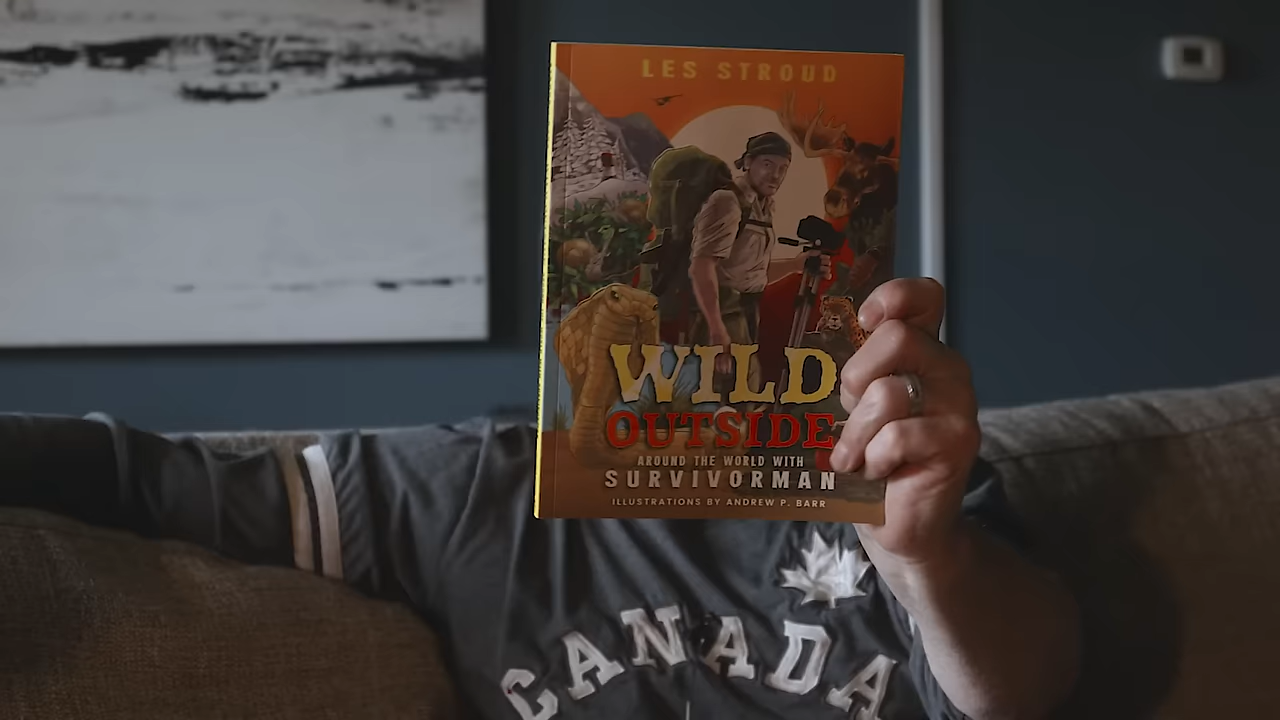 LES STROUD
WILD
OUTSIDE
AROUND THE WORLD WITH
SURVIVORMAN
ILLUSTRATIONS BY ANDREW P. BARR
CANADA